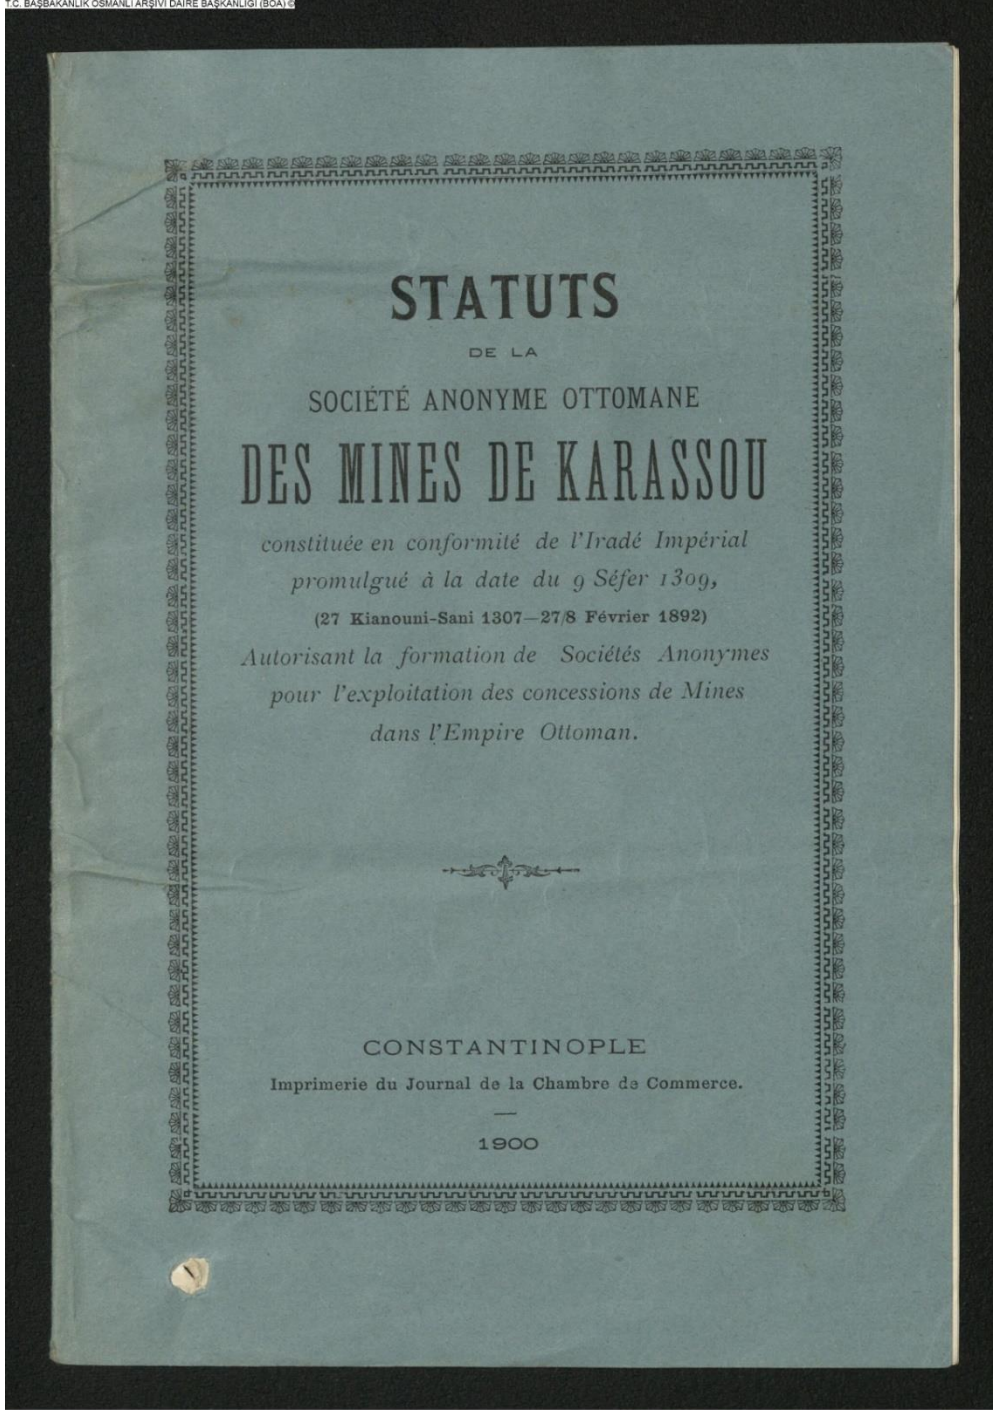 T.C. BAŞBAKANLIK OSMANLI ARŞİVİ DAİRE BAŞKANLIĞI (BOA) ©
STATUTS
DE LA
SOCIÉTÉ ANONYME OTTOMANE
DES MINES DE KARASSOU
constituée en conformité de l'Iradé Impérial
promulgué à la date du 9 Séfer 1309,
(27 Kianouni-Sani 1307—27/8 Février 1892)
Autorisant la formation de Sociétés Anonymes
pour l'exploitation des concessions de Mines
dans l'Empire Ottoman.
CONSTANTINOPLE
Imprimerie du Journal de la Chambre de Commerce.
1900